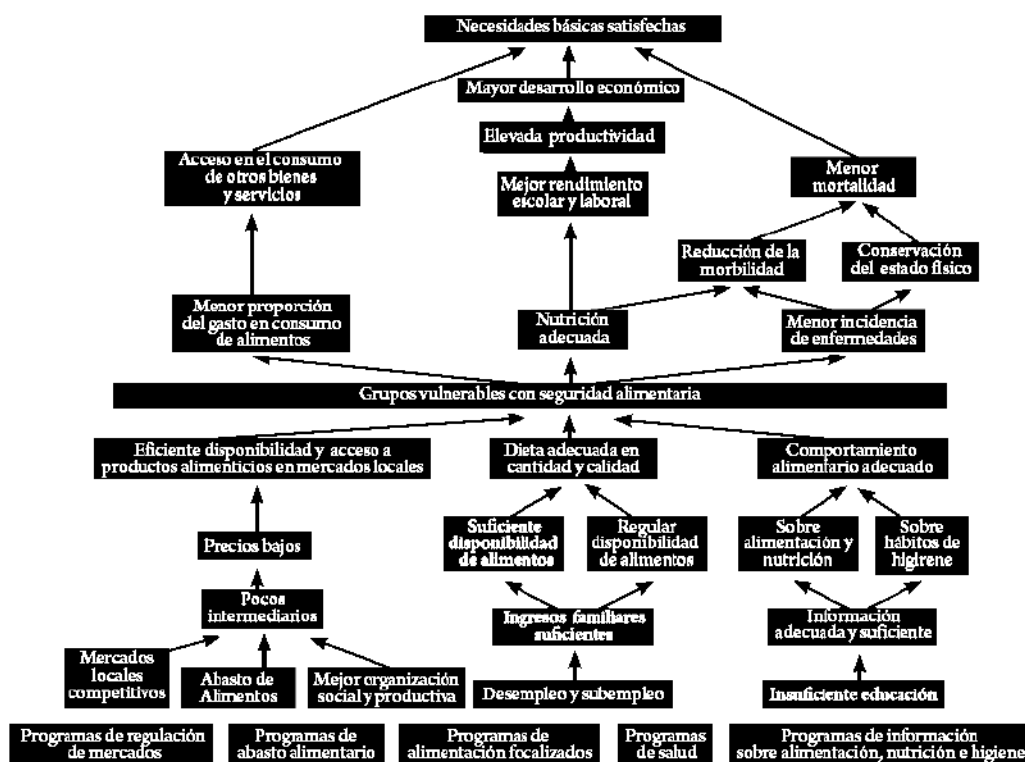 Necesidades básicas satisfechas
Mayor desarrollo económico
Elevada productividad
Acceso en el consumo
de otros bienes
y servicios
Mejor rendimiento
escolar y laboral
Menor
mortalidad
Reducción de la
morbilidad
Conservación
del estado físico
Menor proporción
del gasto en consumo
de alimentos
Nutrición
adecuada
Menor incidencia
de enfermedades
Grupos vulnerables con seguridad alimentaria
Eficiente disponibilidad y acceso a
productos alimenticios en mercados locales
Dieta adecuada en
cantidad y calidad
Comportamiento
alimentario adecuado
Precios bajos
Suficiente
disponibilidad
de alimentos
Regular
disponibilidad
de alimentos
Sobre
alimentación y
nutrición
Sobre
hábitos de
higirene
Pocos
intermediarios
Ingresos familiares
suficientes
Información
adecuada y suficiente
Mercados
locales
competitivos
Abasto de
Alimentos
Mejor organización
social y productiva
Desempleo y subempleo
Insuficiente educación
Programas de regulación
de mercados
Programas de
abasto alimentario
Programas de
alimentación focalizados
Programas
de salud
Programas de información
sobre alimentación, nutrición e higiene